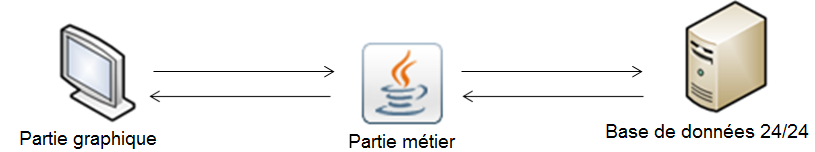 Partie graphique
Partie métier
Base de données 24/24